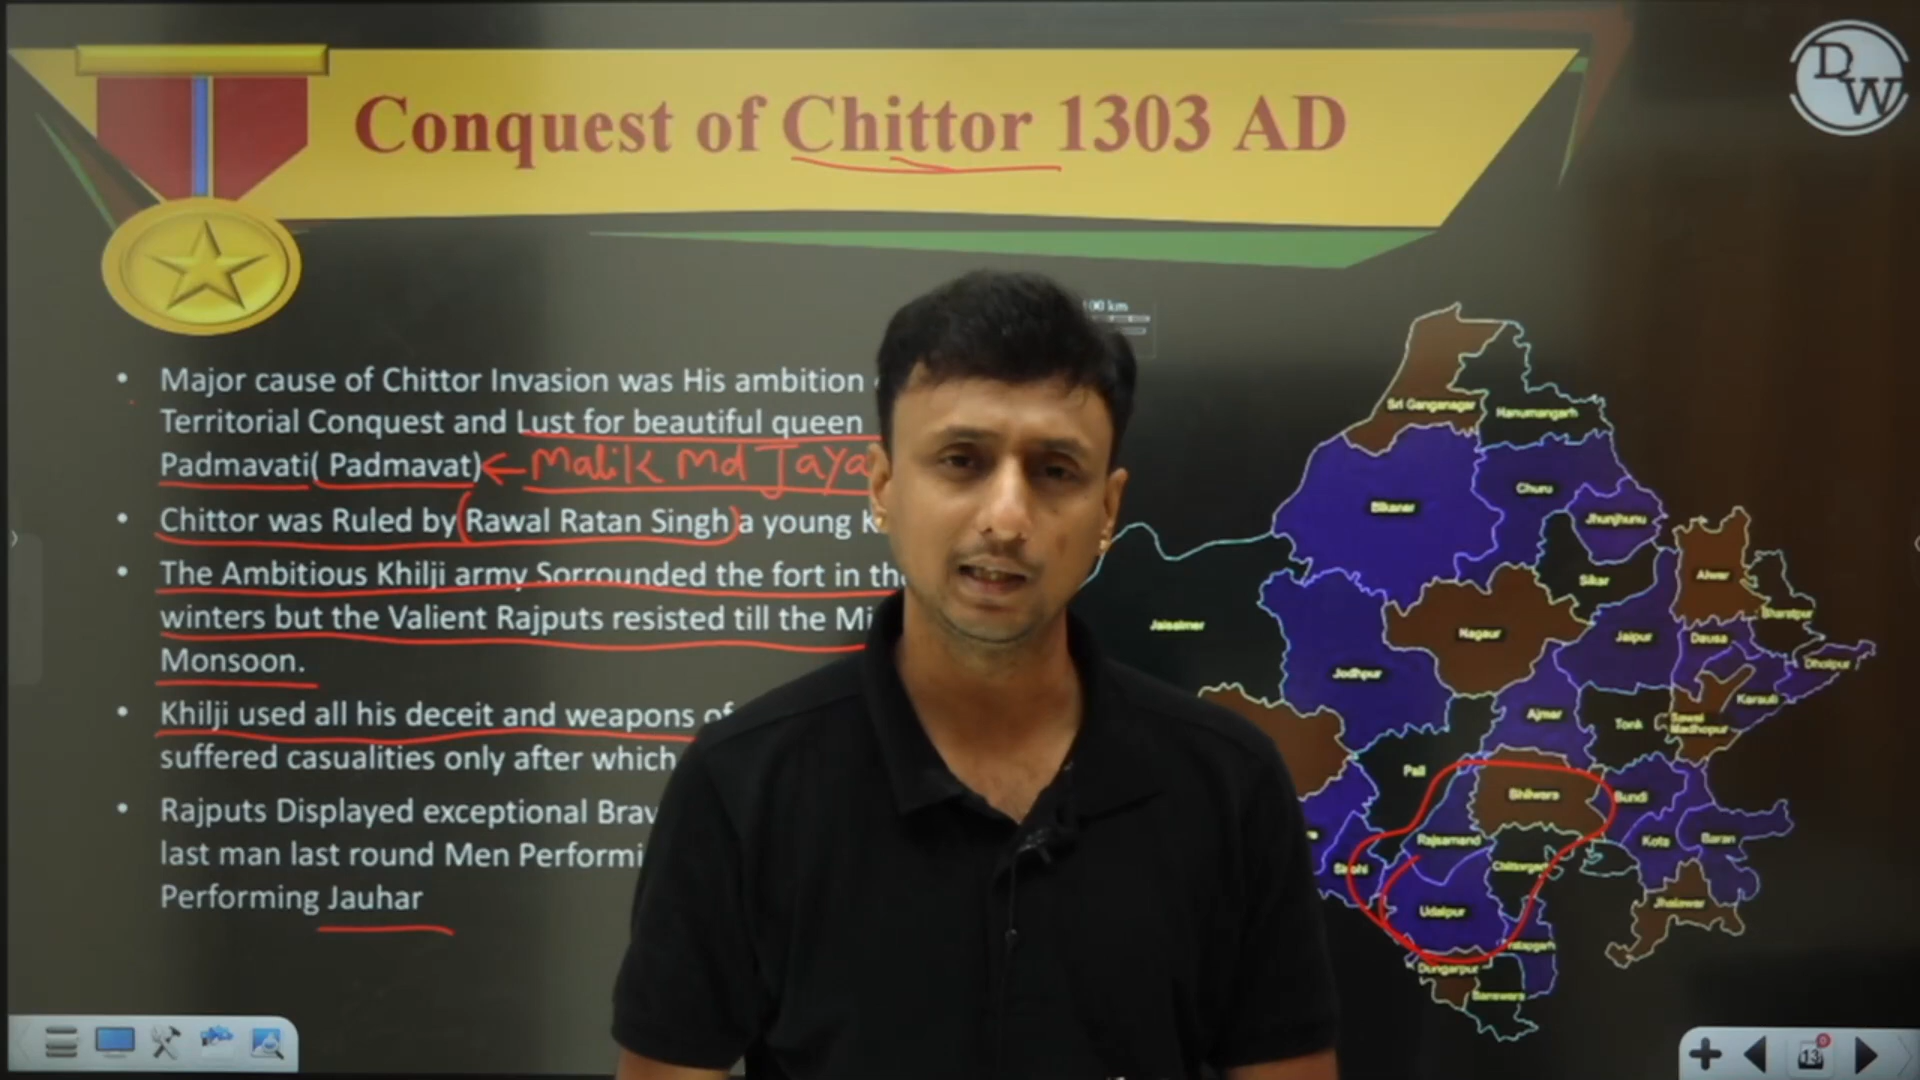 DW
Conquest of Chittor 1303 AD
100 km
• Major cause of Chittor Invasion was His ambition
Territorial Conquest and Lust for beautiful queen
Padmavati( Padmavat) ← Malik Md Jaya
• Chittor was Ruled by (Rawal Ratan Singh) a young
• The Ambitious Khilji army Sorrounded the fort in the
winters but the Valient Rajputs resisted till the
Monsoon.
• Khilji used all his deceit and weapons of
suffered casualities only after which
• Rajputs Displayed exceptional
last man last round Men
Performing Jauhar
Sri Ganganagar
Hanumangarh
Bikaner
Churu
Jhunjhunu
Sikar
Alwar
Bharatpur
Jaisalmer
Nagaur
Jaipur
Dausa
Dholpur
Jodhpur
Karauli
Ajmer
Tonk
Sawai
Madhopur
Pali
Bhilwara
Bundi
Rajsamand
Kota
Baran
Sirohi
Chittorgarh
Udaipur
Jhalawar
Dungarpur
Banswara
13